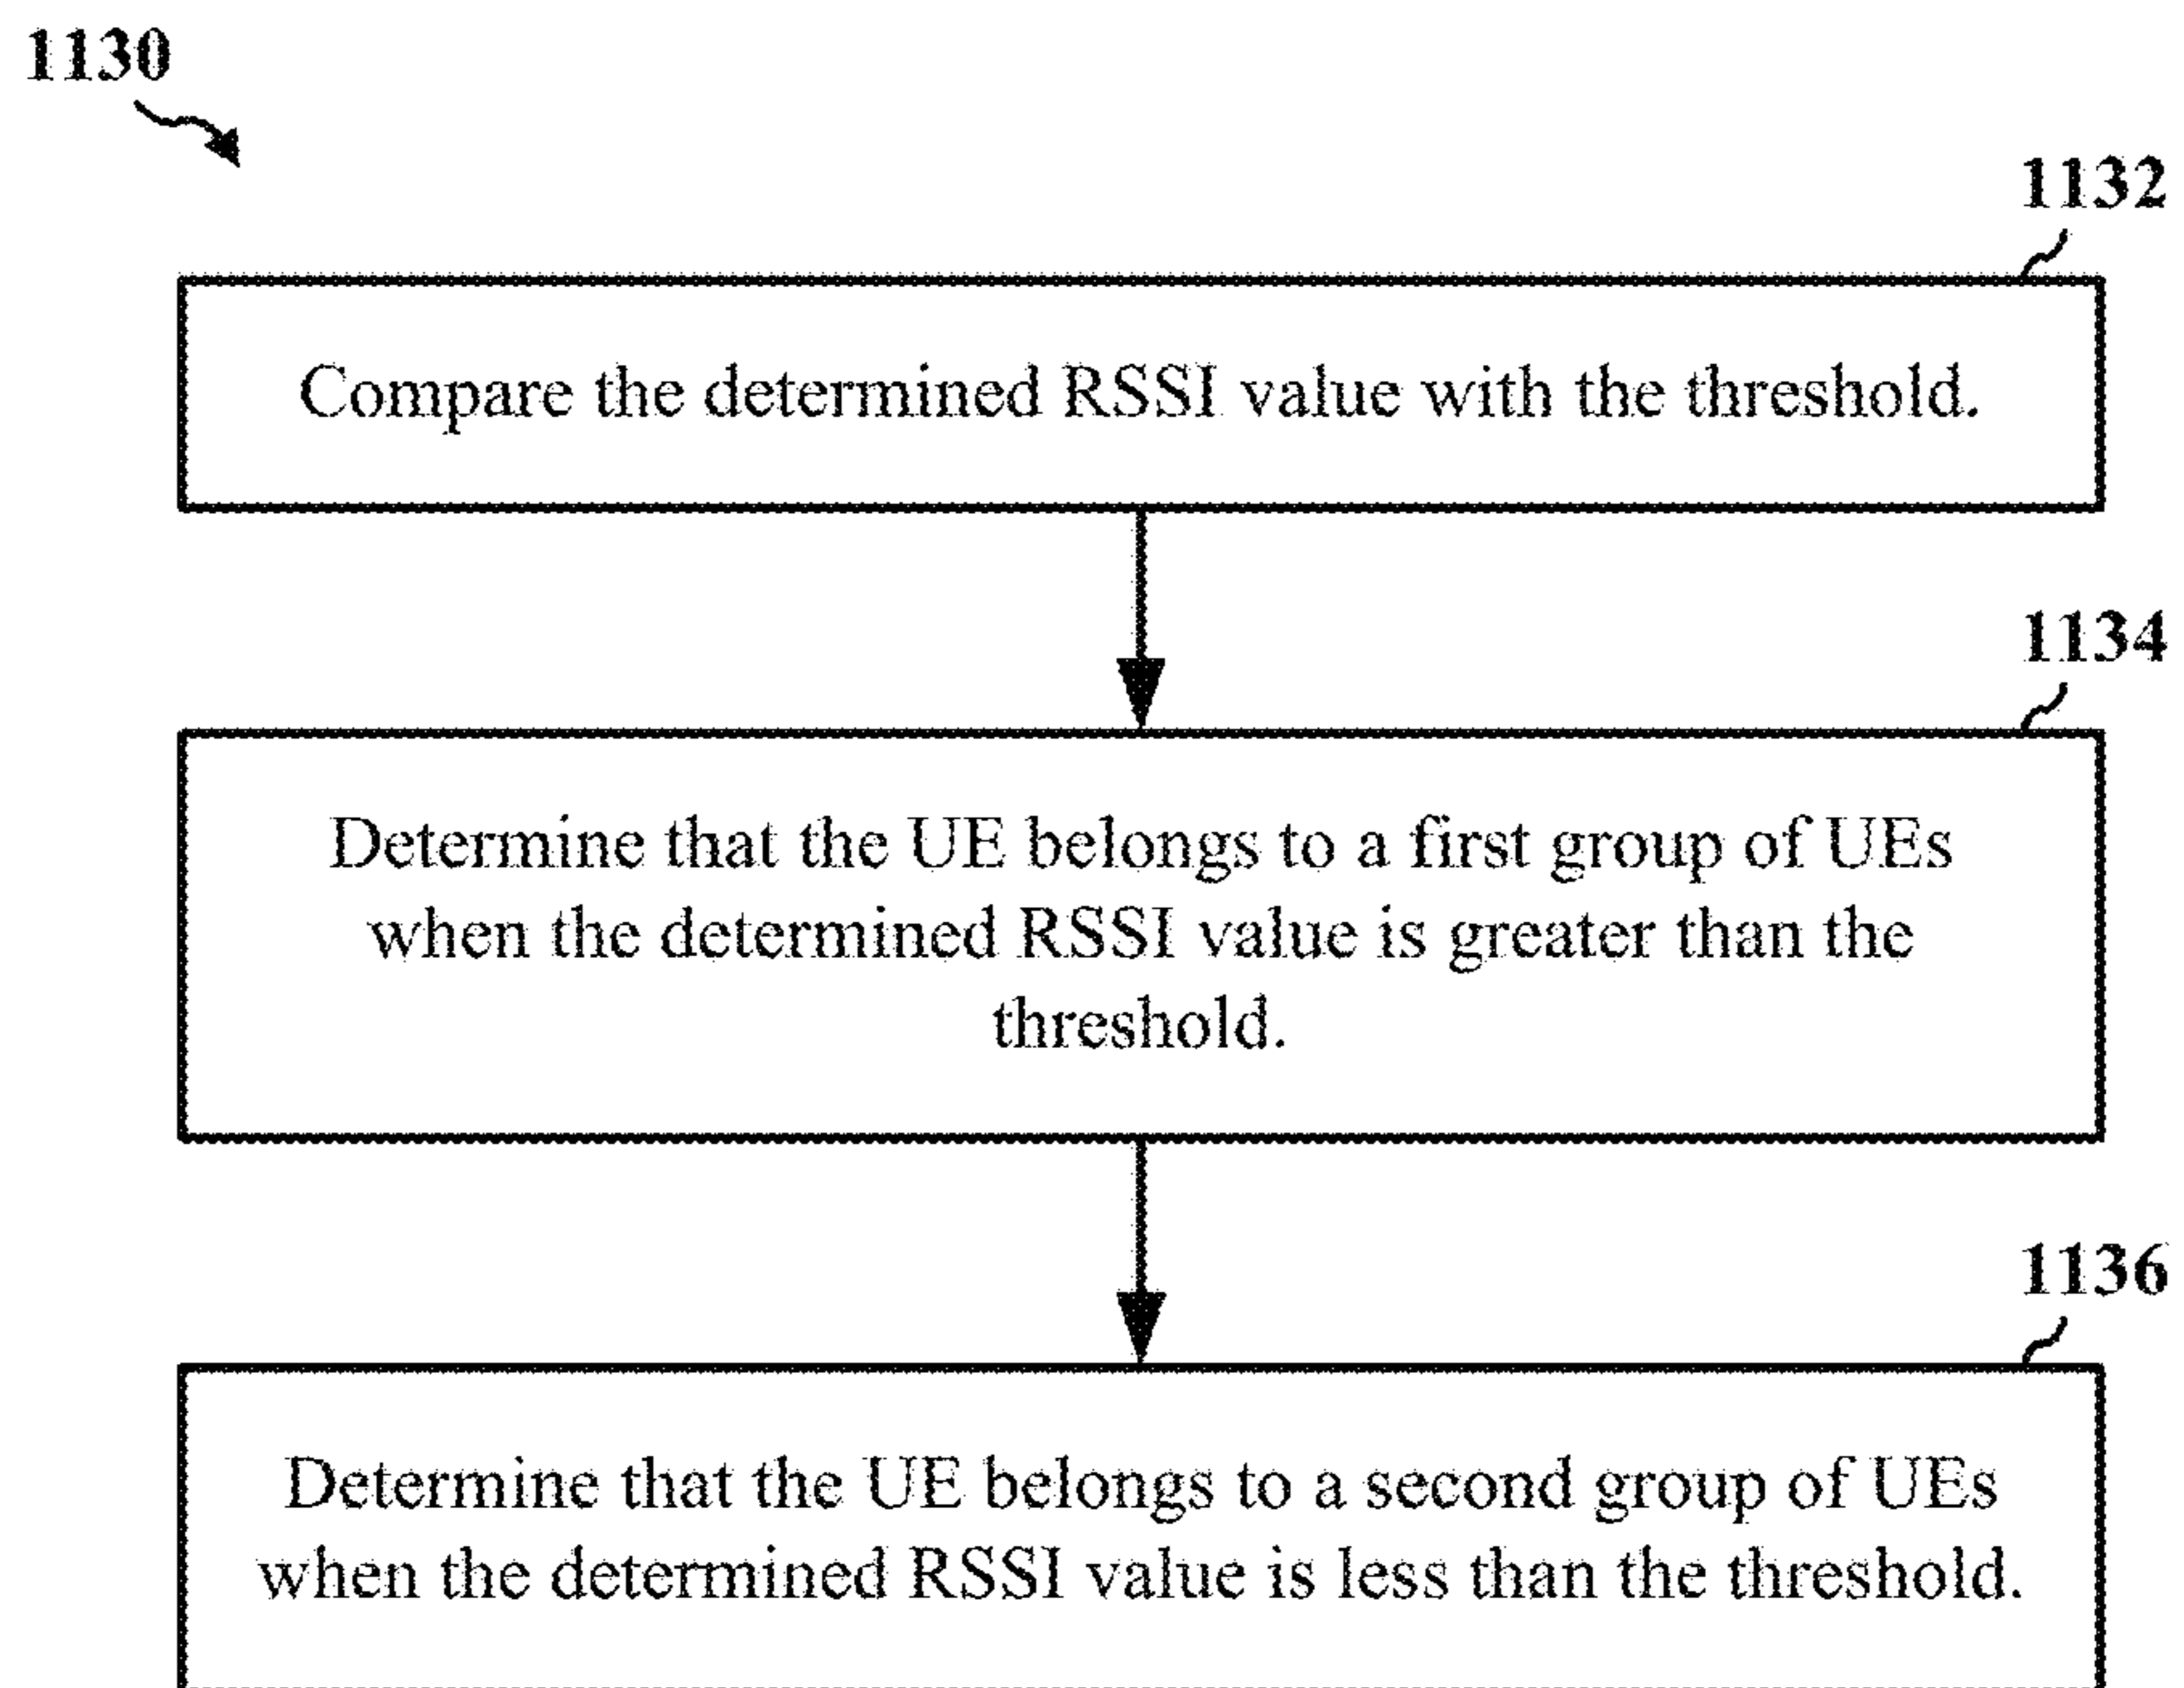 1130
1132
Compare the determined RSSI value with the threshold.
1134
Determine that the UE belongs to a first group of UEs
when the determined RSSI value is greater than the
threshold.
1136
Determine that the UE belongs to a second group of UEs
when the determined RSSI value is less than the threshold.